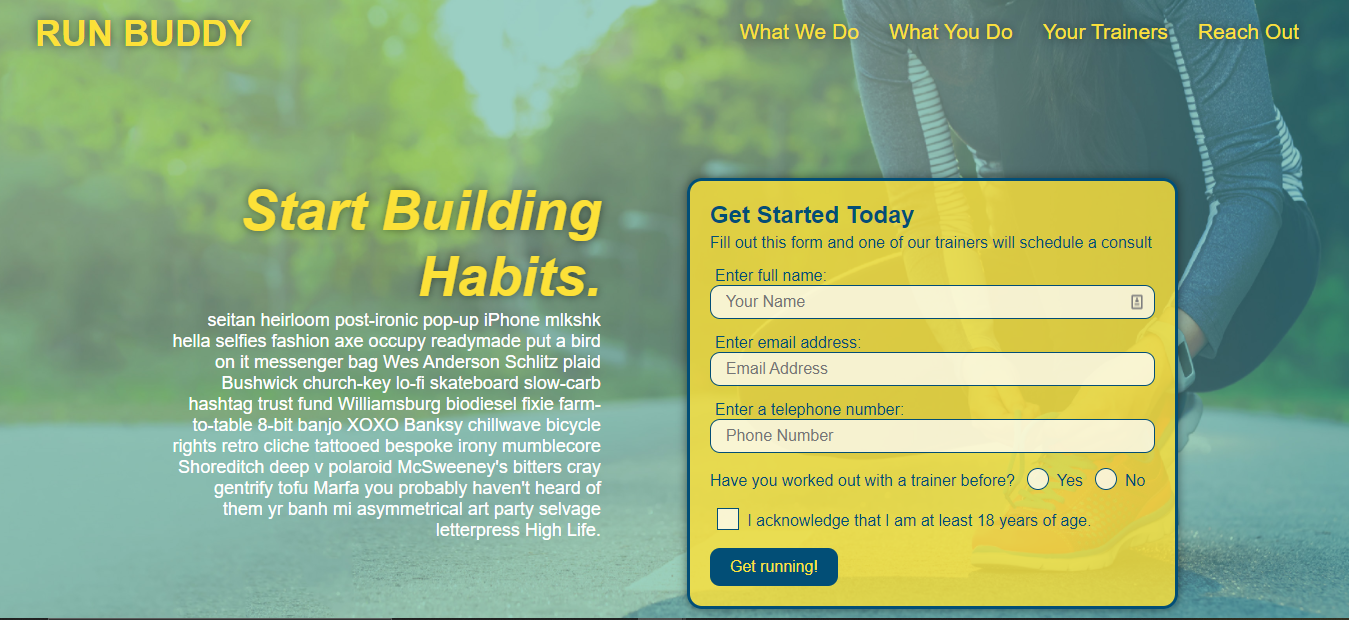 RUN BUDDY
What We Do What You Do Your Trainers Reach Out
Start Building
Habits.
seitan heirloom post-ironic pop-up iPhone mlkshk
hella selfies fashion axe occupy readymade put a bird
on it messenger bag Wes Anderson Schlitz plaid
Bushwick church-key lo-fi skateboard slow-carb
hashtag trust fund Williamsburg biodiesel fixie farm-
to-table 8-bit banjo XOXO Banksy chillwave bicycle
rights retro cliche tattooed bespoke irony mumblecore
Shoreditch deep v polaroid McSweeney's bitters cray
gentrify tofu Marfa you probably haven't heard of
them yr banh mi asymmetrical art party selvage
letterpress High Life.
Get Started Today
Fill out this form and one of our trainers will schedule a consult
Enter full name:
Your Name
Enter email address:
Email Address
Enter a telephone number:
Phone Number
Have you worked out with a trainer before? Yes No
I acknowledge that I am at least 18 years of age.
Get running!